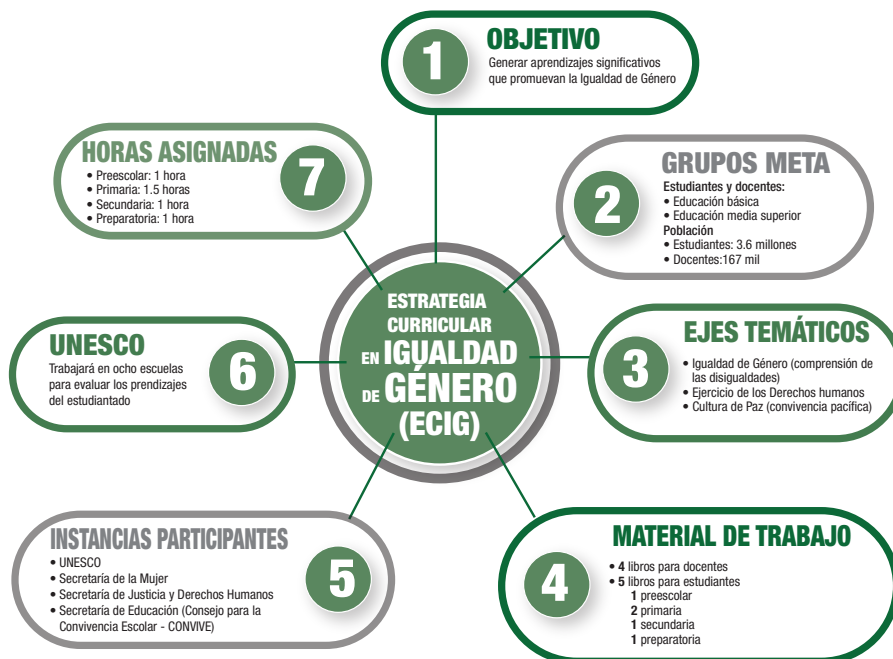 1
OBJETIVO
Generar aprendizajes significativos
que promuevan la Igualdad de Género
2
GRUPOS META
Estudiantes y docentes:
• Educación básica
• Educación media superior
Población
• Estudiantes: 3.6 millones
• Docentes:167 mil
3
EJES TEMÁTICOS
• Igualdad de Género (comprensión de
las disigualdades)
• Ejercicio de los Derechos humanos
• Cultura de Paz (convivencia pacífica)
4
MATERIAL DE TRABAJO
• 4 libros para docentes
• 5 libros para estudiantes
1 preescolar
2 primaria
1 secundaria
1 preparatoria
5
INSTANCIAS PARTICIPANTES
• UNESCO
• Secretaría de la Mujer
• Secretaría de Justicia y Derechos Humanos
• Secretaría de Educación (Consejo para la
Convivencia Escolar - CONVIVE)
6
UNESCO
Trabajará en ocho escuelas
para evaluar los prendizajes
del estudiantado
7
HORAS ASIGNADAS
• Preescolar: 1 hora
• Primaria: 1.5 horas
• Secundaria: 1 hora
• Preparatoria: 1 hora
ESTRATEGIA
CURRICULAR
EN IGUALDAD
DE GÉNERO
(ECIG)